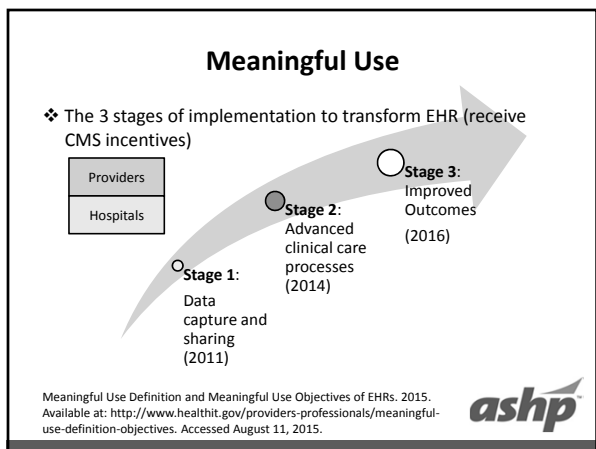 Meaningful Use
❖ The 3 stages of implementation to transform EHR (receive
CMS incentives)
Providers
Hospitals
Stage 1:
Data
capture and
sharing
(2011)
Stage 2:
Advanced
clinical care
processes
(2014)
Stage 3:
Improved
Outcomes
(2016)
Meaningful Use Definition and Meaningful Use Objectives of EHRs. 2015.
Available at: http://www.healthit.gov/providers-professionals/meaningful-
use-definition-objectives. Accessed August 11, 2015.
ashp